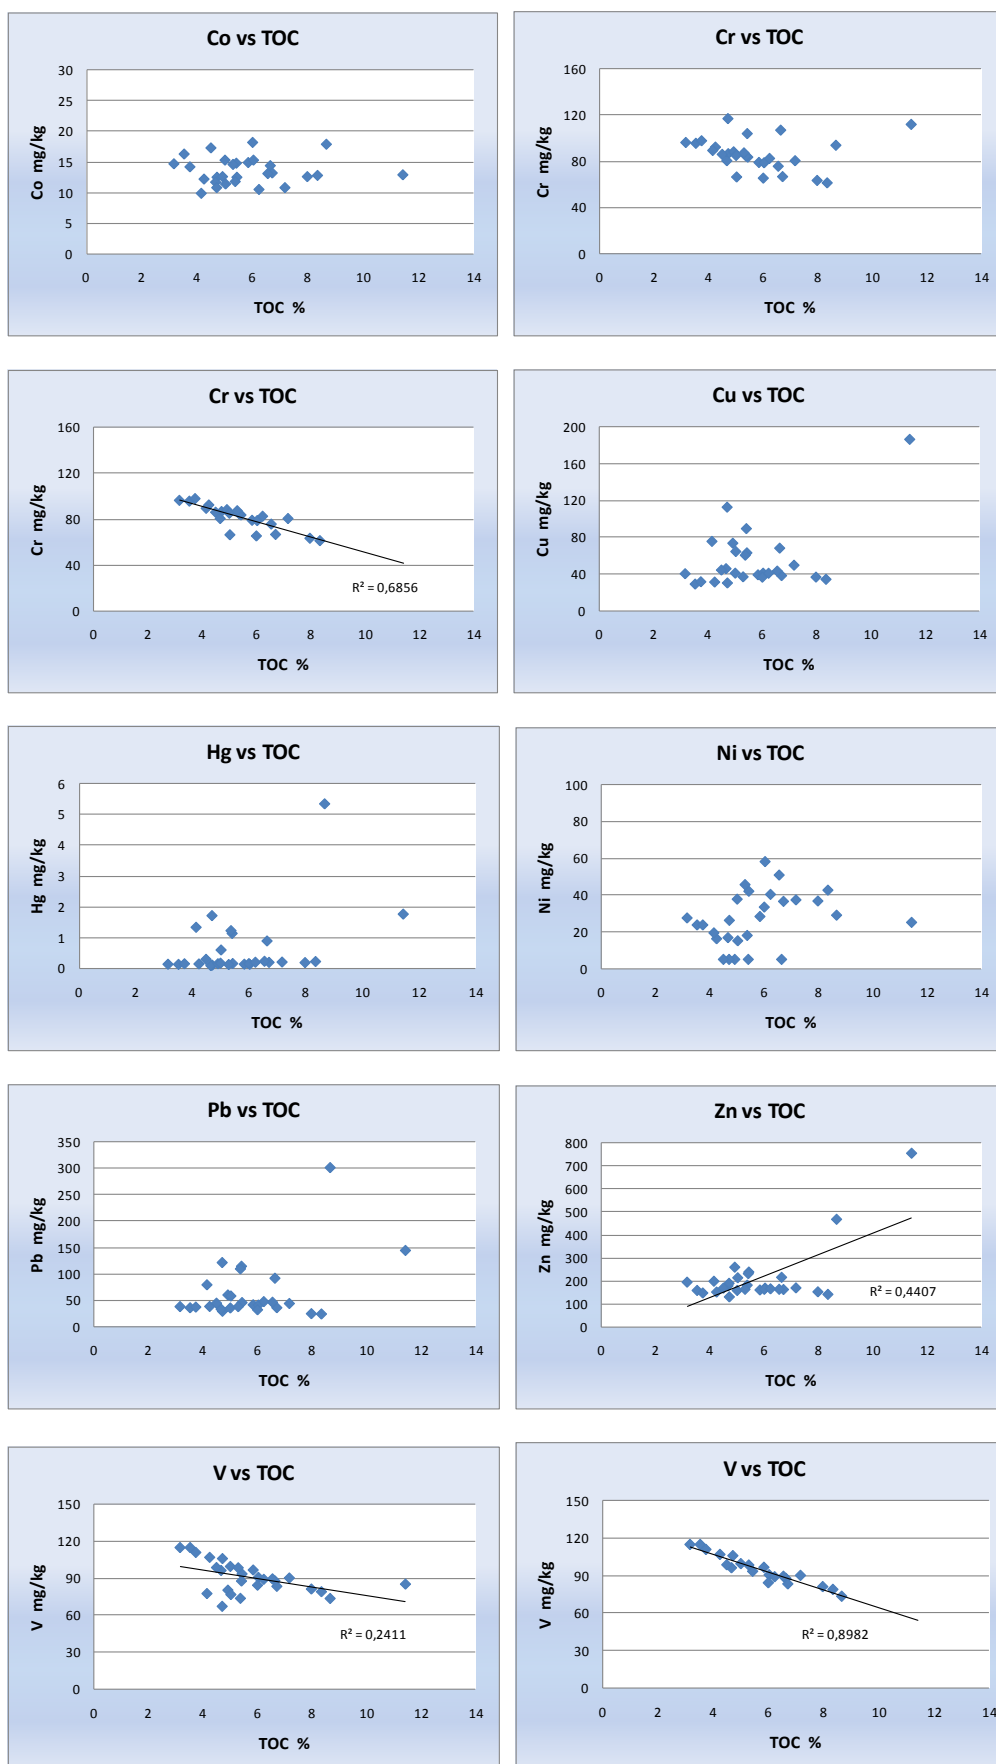 Co vs TOC
30
25
20
15
10
5
0
Co mg/kg
0 2 4 6 8 10 12 14
TOC %
Cr vs TOC
160
120
80
40
0
Cr mg/kg
0 2 4 6 8 10 12 14
TOC %
Cr vs TOC
160
120
80
40
0
Cr mg/kg
R² = 0,6856
0 2 4 6 8 10 12 14
TOC %
Cu vs TOC
200
160
120
80
40
0
Cu mg/kg
0 2 4 6 8 10 12 14
TOC %
Hg vs TOC
6
5
4
3
2
1
0
Hg mg/kg
0 2 4 6 8 10 12 14
TOC %
Ni vs TOC
100
80
60
40
20
0
Ni mg/kg
0 2 4 6 8 10 12 14
TOC %
Pb vs TOC
350
300
250
200
150
100
50
0
Pb mg/kg
0 2 4 6 8 10 12 14
TOC %
Zn vs TOC
800
700
600
500
400
300
200
100
0
Zn mg/kg
R² = 0,4407
0 2 4 6 8 10 12 14
TOC %
V vs TOC
150
120
90
60
30
0
V mg/kg
R² = 0,2411
0 2 4 6 8 10 12 14
TOC %
V vs TOC
150
120
90
60
30
0
V mg/kg
R² = 0,8982
0 2 4 6 8 10 12 14
TOC %